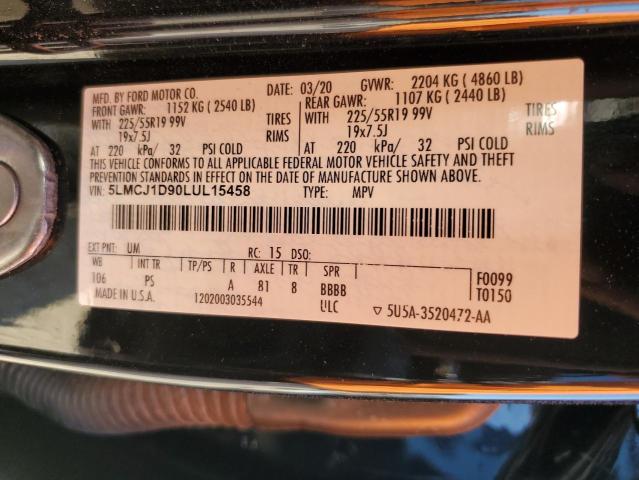 MFD. BY FORD MOTOR CO. DATE: 03/20 GVWR: 2204 KG ( 4860 LB)
FRONT GAWR: 1152 KG ( 2540 LB) REAR GAWR: 1107 KG ( 2440 LB)
WITH 225/55R19 99V TIRES WITH 225/55R19 99V TIRES
19x7.5J RIMS 19x7.5J RIMS
AT 220 kPa/ 32 PSI COLD AT 220 kPa/ 32 PSI COLD
THIS VEHICLE CONFORMS TO ALL APPLICABLE FEDERAL MOTOR VEHICLE SAFETY AND THEFT
PREVENTION STANDARDS IN EFFECT ON THE DATE OF MANUFACTURE SHOWN ABOVE.
VIN: 5LMCJ1D90LUL15458 TYPE: MPV
EXT PNT: UM RC: 15 DSO:
WB INT TR TP/PS R AXLE TR SPR
106 PS A 81 8 BBBB F0099
T0150
MADE IN U.S.A. 1202003035544 ULC ▽ 5U5A-3520472-AA